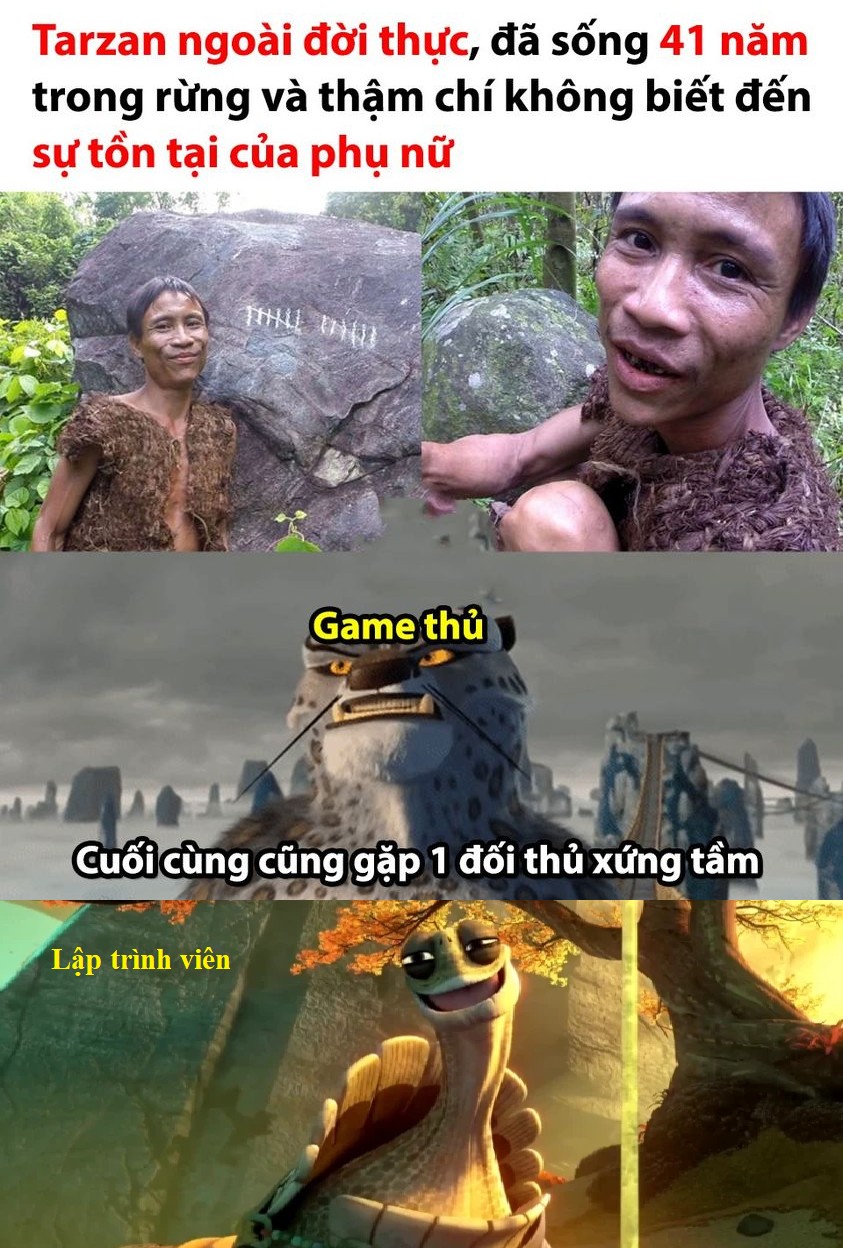 Tarzan ngoài đời thực, đã sống 41 năm
trong rừng và thậm chí không biết đến
sự tồn tại của phụ nữ
Game thủ
Cuối cùng cũng gặp 1 đối thủ xứng tầm
Lập trình viên